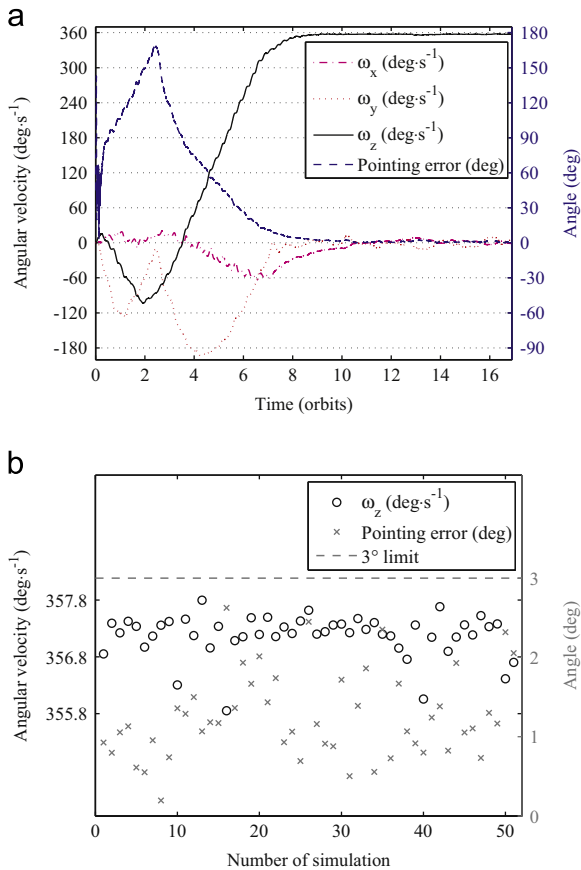 a
360
300
240
180
120
60
0
-60
-120
-180
Angular velocity (deg·s⁻¹)
180
150
120
90
60
30
0
-30
-60
-90
Angle (deg)
ω_x (deg·s⁻¹)
ω_y (deg·s⁻¹)
ω_z (deg·s⁻¹)
Pointing error (deg)
0 2 4 6 8 10 12 14 16
Time (orbits)
b
357.8
356.8
355.8
Angular velocity (deg·s⁻¹)
ω_z (deg·s⁻¹)
Pointing error (deg)
3° limit
3
2
1
0
Angle (deg)
0 10 20 30 40 50
Number of simulation